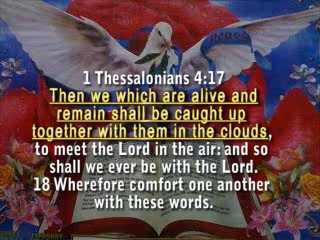 peace
1 Thessalonians 4:17
Then we which are alive and
remain shall be caught up
together with them in the clouds,
to meet the Lord in the air: and so
shall we ever be with the Lord.
18 Wherefore comfort one another
with these words.